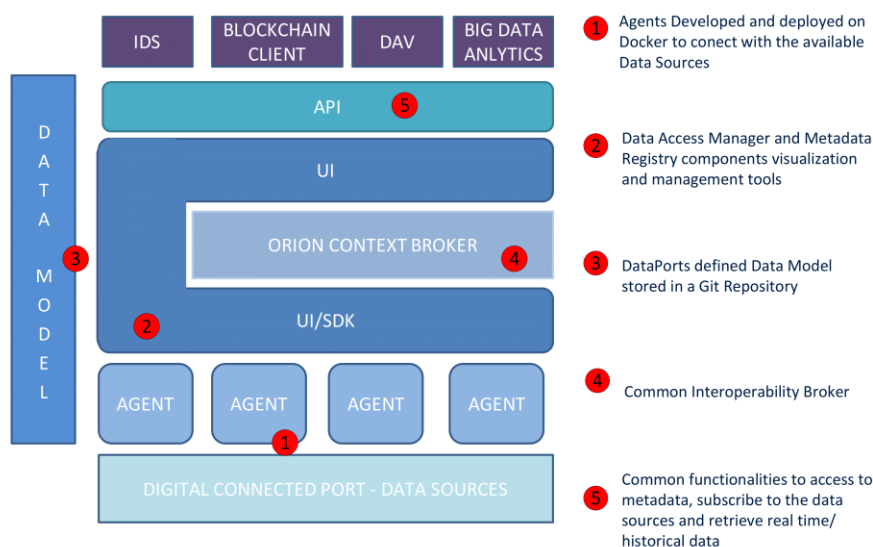 IDS
BLOCKCHAIN
CLIENT
DAV
BIG DATA
ANLYTICS
API
5
UI
ORION CONTEXT BROKER
4
UI/SDK
2
AGENT
AGENT
AGENT
AGENT
1
DIGITAL CONNECTED PORT - DATA SOURCES
DATA MODEL
3
1
Agents Developed and deployed on
Docker to conect with the available
Data Sources
2
Data Access Manager and Metadata
Registry components visualization
and management tools
3
DataPorts defined Data Model
stored in a Git Repository
4
Common Interoperability Broker
5
Common functionalities to access to
metadata, subscribe to the data
sources and retrieve real time/
historical data